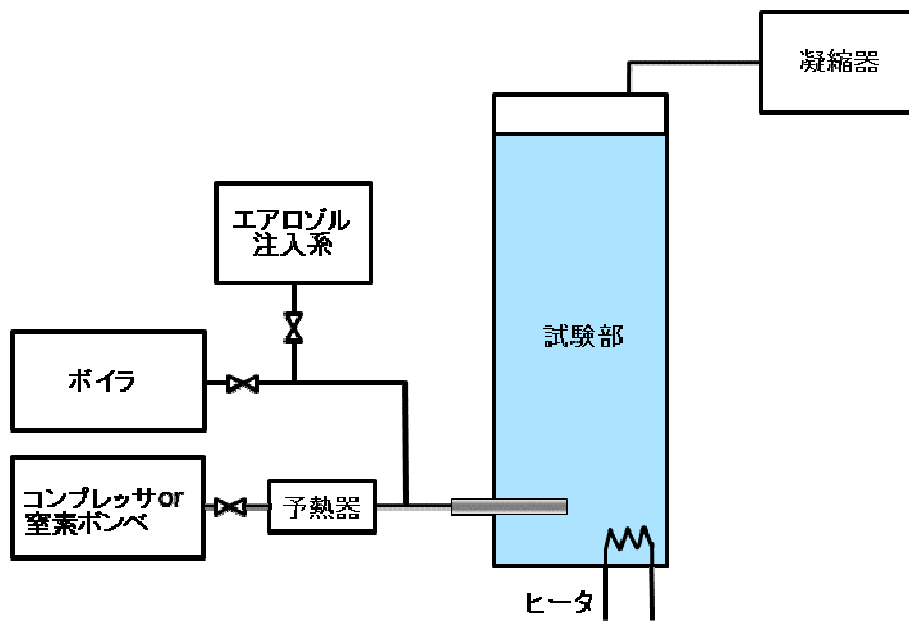 凝縮器
エアロゾル
注入系
試験部
ボイラ
コンプレッサor
窒素ボンベ
予熱器
ヒータ